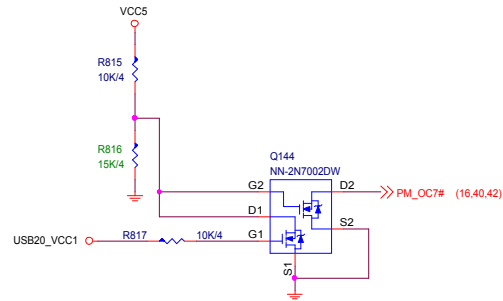 VCC5
R815
10K/4
R816
15K/4
Q144
NN-2N7002DW
G2
D2
PM_OC7# (16,40,42)
D1
S2
USB20_VCC1
R817
10K/4
G1
S1